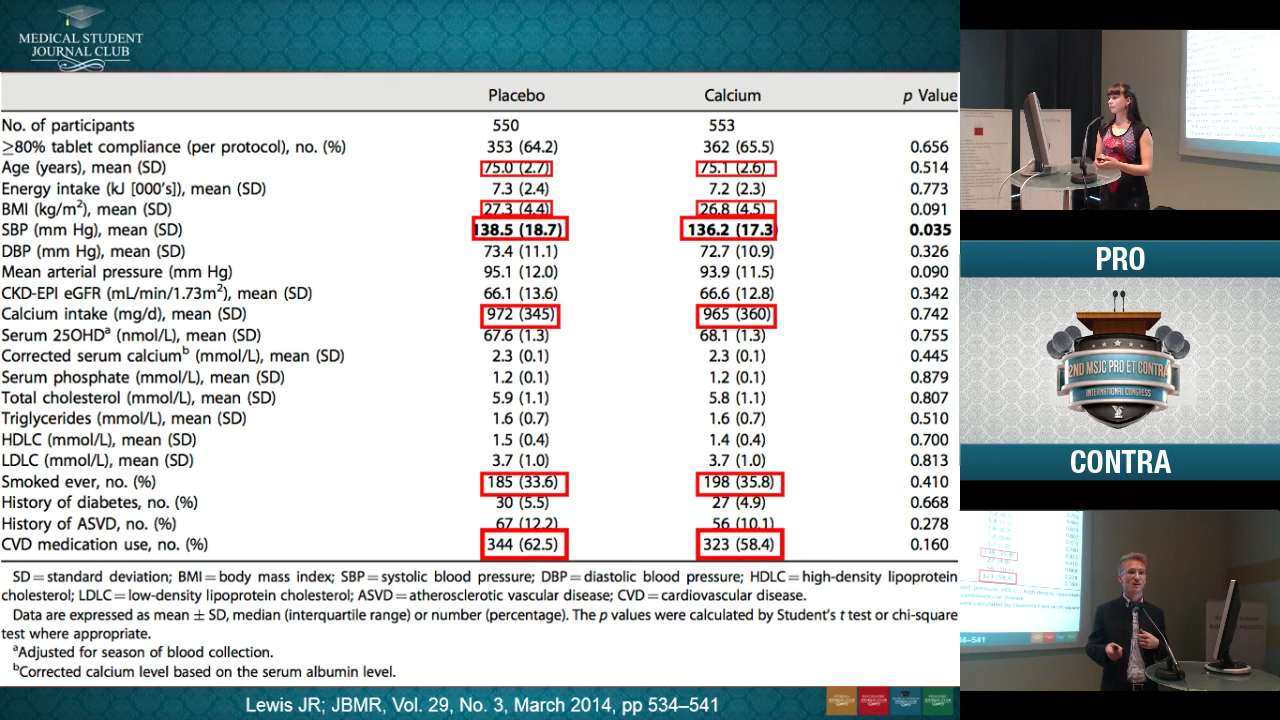 MEDICAL STUDENT
JOURNAL CLUB
Placebo Calcium p Value
No. of participants 550 553
≥80% tablet compliance (per protocol), no. (%) 353 (64.2) 362 (65.5) 0.656
Age (years), mean (SD) 75.0 (2.7) 75.1 (2.6) 0.514
Energy intake (kJ [000's]), mean (SD) 7.3 (2.4) 7.2 (2.3) 0.773
BMI (kg/m²), mean (SD) 27.3 (4.4) 26.8 (4.5) 0.091
SBP (mm Hg), mean (SD) 138.5 (18.7) 136.2 (17.3 0.035
DBP (mm Hg), mean (SD) 73.4 (11.1) 72.7 (10.9) 0.326
Mean arterial pressure (mm Hg) 95.1 (12.0) 93.9 (11.5) 0.090
CKD-EPI eGFR (mL/min/1.73m²), mean (SD) 66.1 (13.6) 66.6 (12.8) 0.342
Calcium intake (mg/d), mean (SD) 972 (345) 965 (360) 0.742
Serum 25OHDᵃ (nmol/L), mean (SD) 67.6 (1.3) 68.1 (1.3) 0.755
Corrected serum calciumᵇ (mmol/L), mean (SD) 2.3 (0.1) 2.3 (0.1) 0.445
Serum phosphate (mmol/L), mean (SD) 1.2 (0.1) 1.2 (0.1) 0.879
Total cholesterol (mmol/L), mean (SD) 5.9 (1.1) 5.8 (1.1) 0.807
Triglycerides (mmol/L), mean (SD) 1.6 (0.7) 1.6 (0.7) 0.510
HDLC (mmol/L), mean (SD) 1.5 (0.4) 1.4 (0.4) 0.700
LDLC (mmol/L), mean (SD) 3.7 (1.0) 3.7 (1.0) 0.813
Smoked ever, no. (%) 185 (33.6) 198 (35.8) 0.410
History of diabetes, no. (%) 30 (5.5) 27 (4.9) 0.668
History of ASVD, no. (%) 67 (12.2) 56 (10.1) 0.278
CVD medication use, no. (%) 344 (62.5) 323 (58.4) 0.160
SD = standard deviation; BMI = body mass index; SBP = systolic blood pressure; DBP = diastolic blood pressure; HDLC = high-density lipoprotein
cholesterol; LDLC = low-density lipoprotein cholesterol; ASVD = atherosclerotic vascular disease; CVD = cardiovascular disease.
Data are expressed as mean ± SD, median (interquartile range) or number (percentage). The p values were calculated by Student's t test or chi-square
test where appropriate.
ᵃAdjusted for season of blood collection.
ᵇCorrected calcium level based on the serum albumin level.
Lewis JR; JBMR, Vol. 29, No. 3, March 2014, pp 534–541
PRO
2ND MSJC PRO ET CONTRA
INTERNATIONAL CONGRESS
CONTRA
34–541